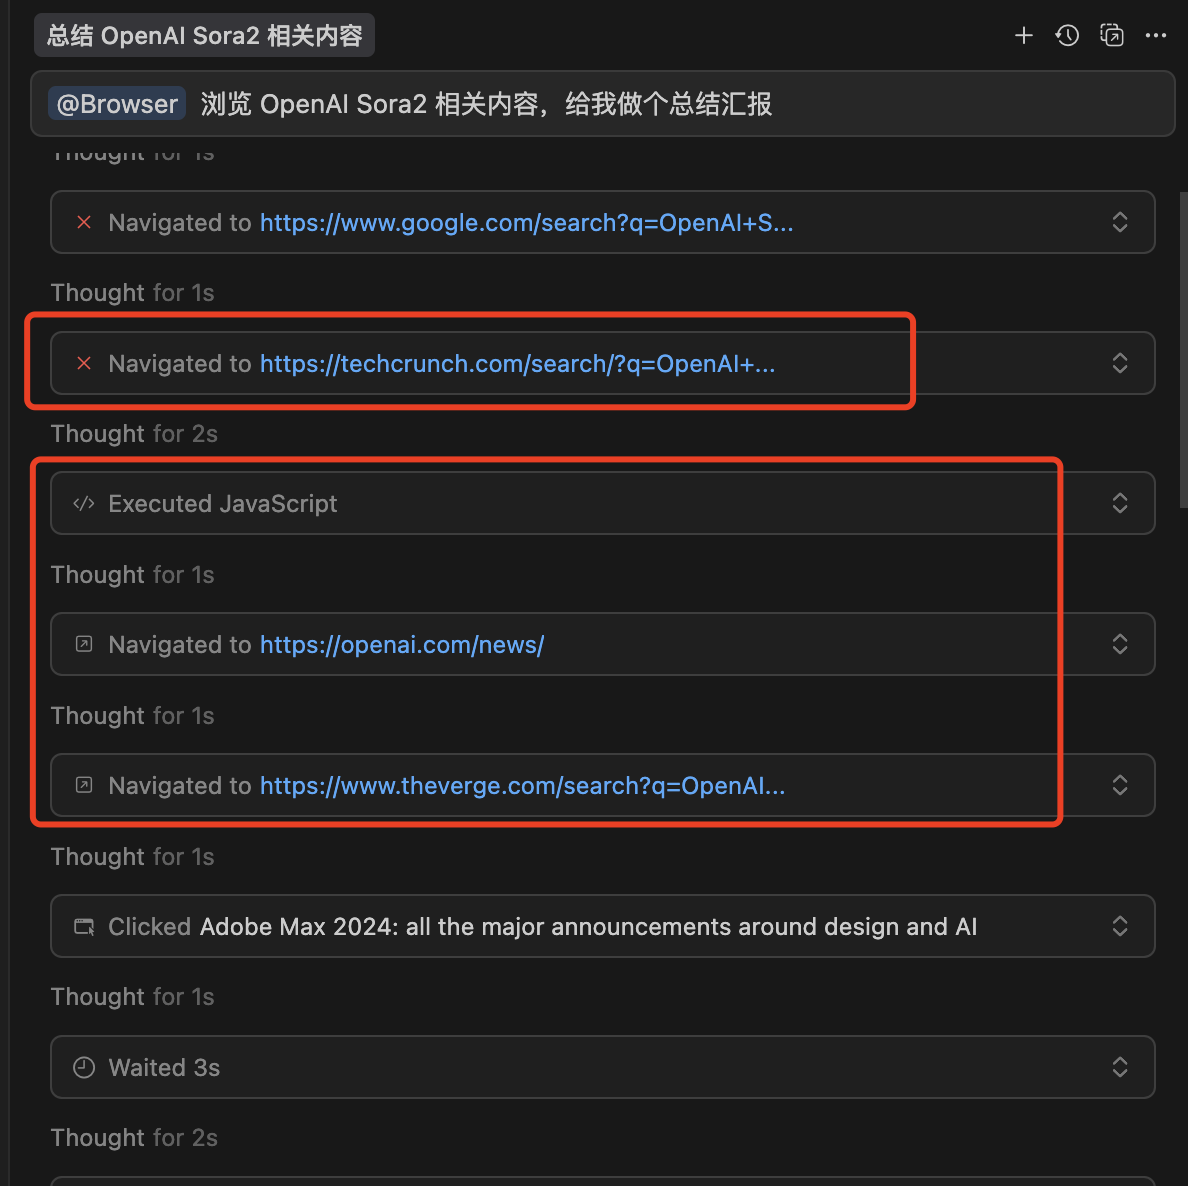 总结 OpenAI Sora2 相关内容
@Browser 浏览 OpenAI Sora2 相关内容，给我做个总结汇报
Thought for 1s
Navigated to https://www.google.com/search?q=OpenAI+S...
Thought for 1s
Navigated to https://techcrunch.com/search/?q=OpenAI+...
Thought for 2s
Executed JavaScript
Thought for 1s
Navigated to https://openai.com/news/
Thought for 1s
Navigated to https://www.theverge.com/search?q=OpenAI...
Thought for 1s
Clicked Adobe Max 2024: all the major announcements around design and AI
Thought for 1s
Waited 3s
Thought for 2s